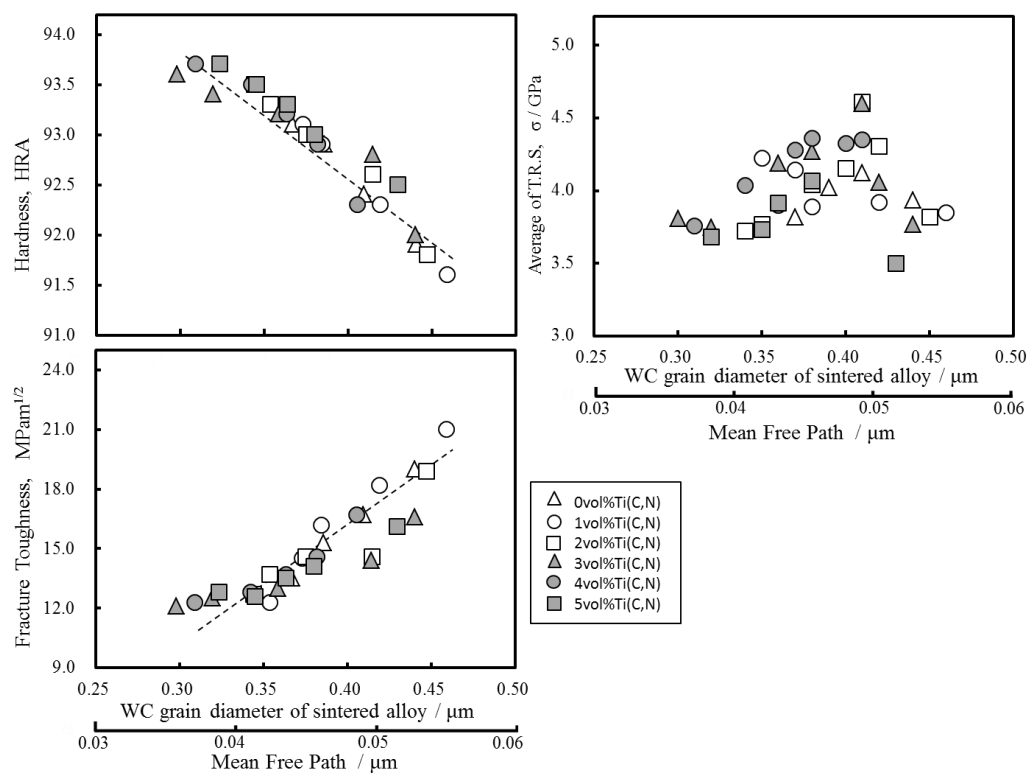 Hardness, HRA
94.0
93.5
93.0
92.5
92.0
91.5
91.0
Average of T.R.S, σ / GPa
5.0
4.5
4.0
3.5
3.0
0.25 0.30 0.35 0.40 0.45 0.50
WC grain diameter of sintered alloy / μm
0.03 0.04 0.05 0.06
Mean Free Path / μm
Fracture Toughness, MPam1/2
24.0
21.0
18.0
15.0
12.0
9.0
0.25 0.30 0.35 0.40 0.45 0.50
WC grain diameter of sintered alloy / μm
0.03 0.04 0.05 0.06
Mean Free Path / μm
0vol%Ti(C,N)
1vol%Ti(C,N)
2vol%Ti(C,N)
3vol%Ti(C,N)
4vol%Ti(C,N)
5vol%Ti(C,N)